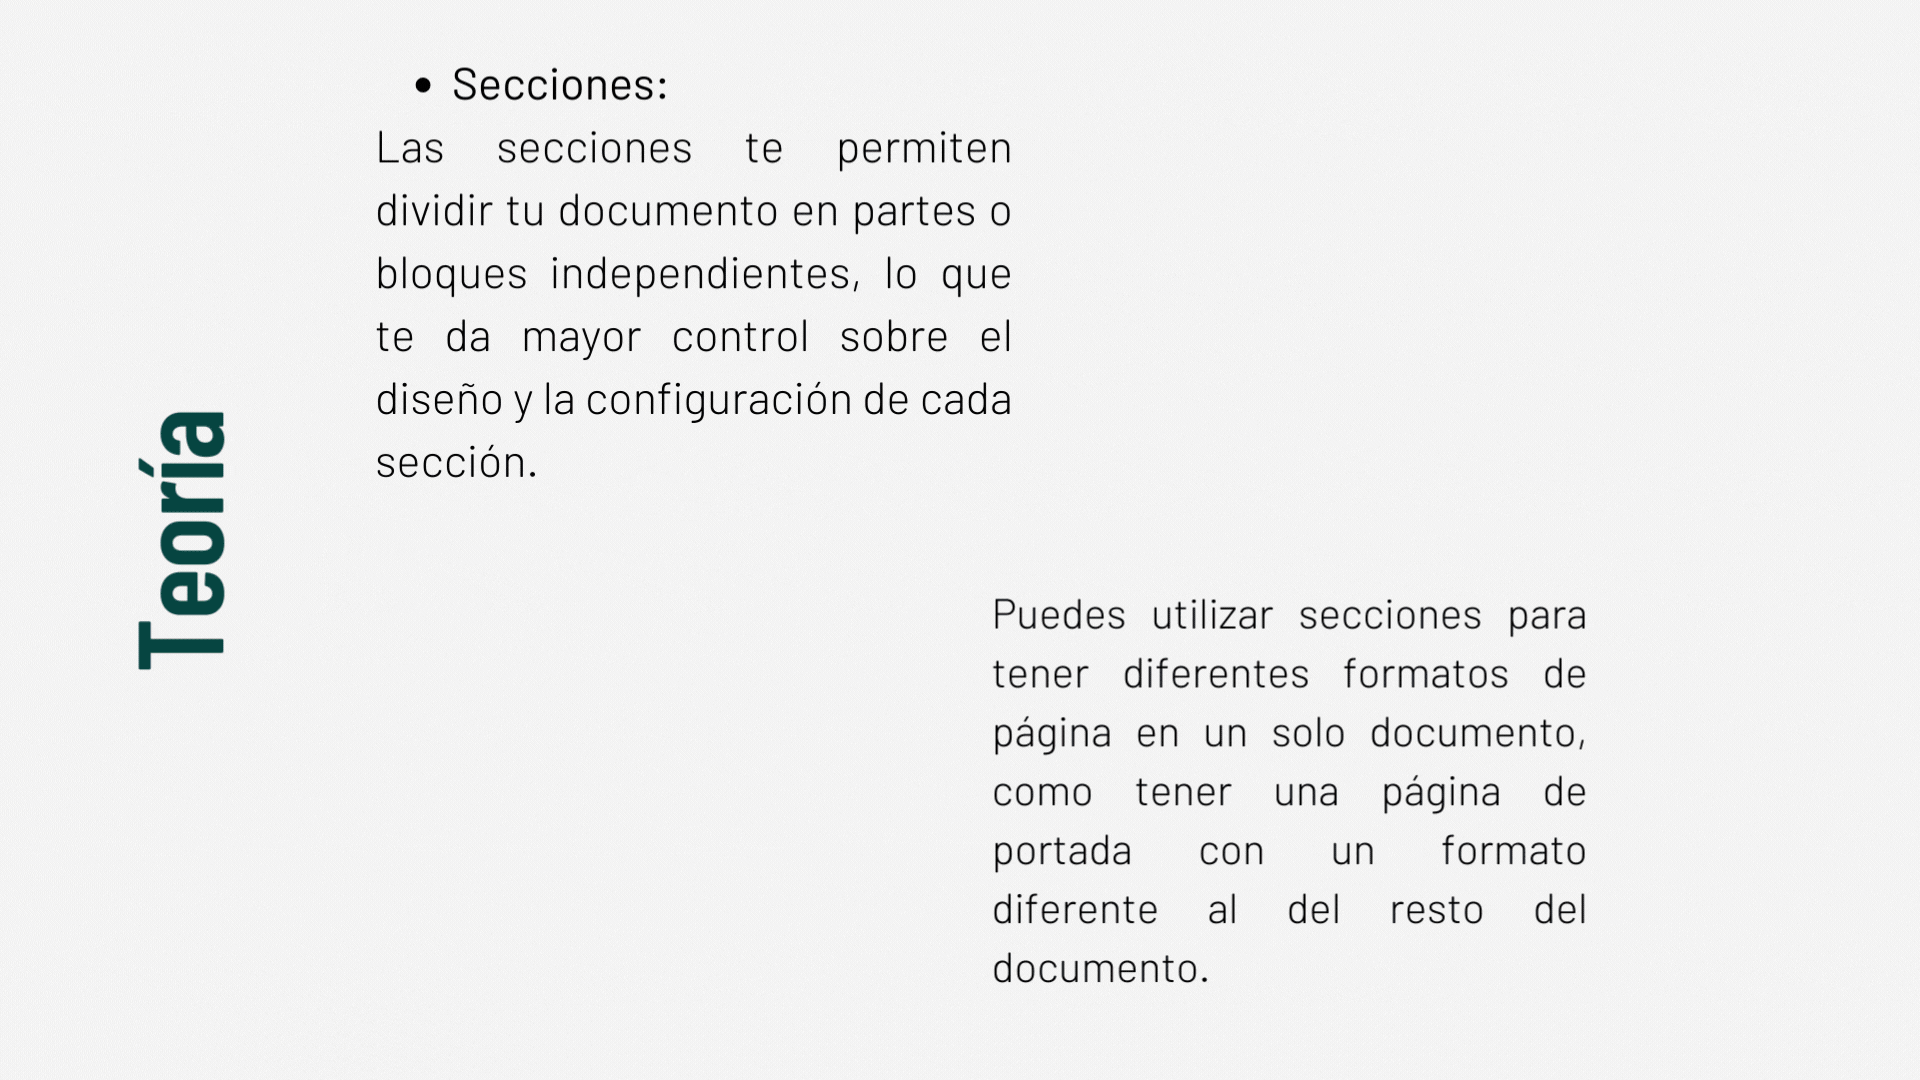 Teoría
• Secciones:
Las secciones te permiten
dividir tu documento en partes o
bloques independientes, lo que
te da mayor control sobre el
diseño y la configuración de cada
sección.
Puedes utilizar secciones para
tener diferentes formatos de
página en un solo documento,
como tener una página de
portada con un formato
diferente al del resto del
documento.